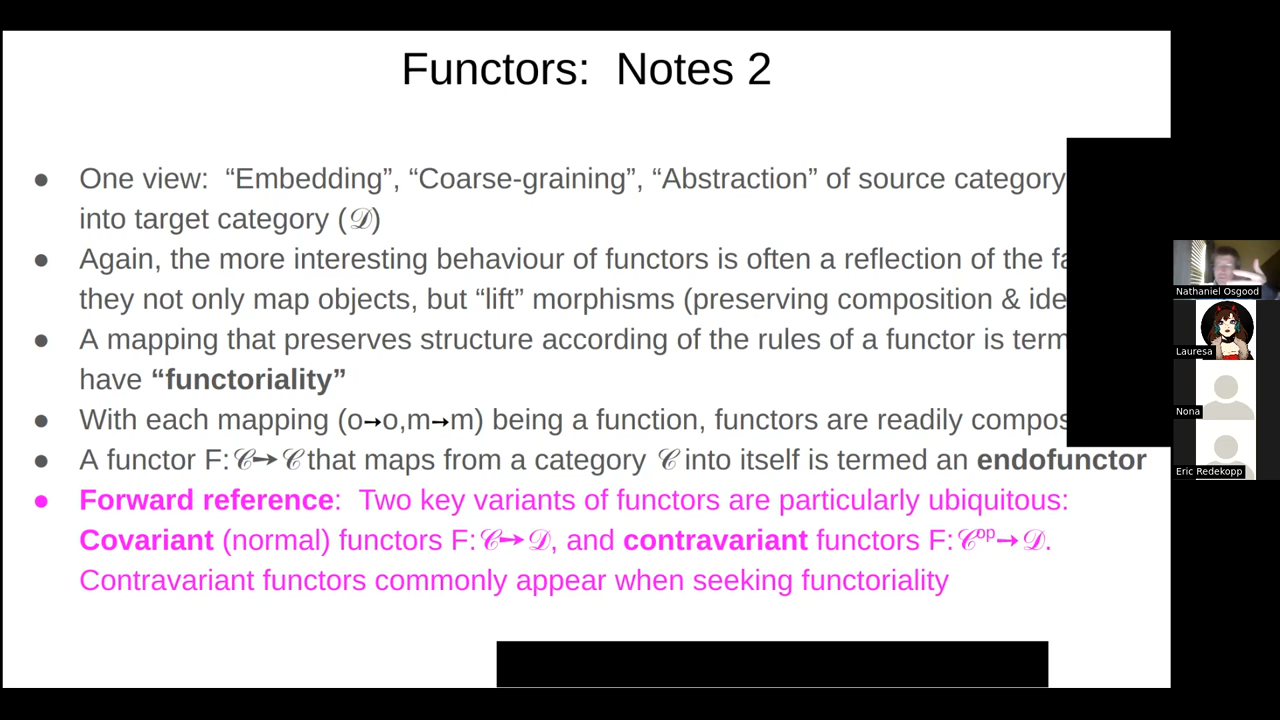 Functors: Notes 2
● One view: “Embedding”, “Coarse-graining”, “Abstraction” of source category
into target category (𝒟)
● Again, the more interesting behaviour of functors is often a reflection of the
they not only map objects, but “lift” morphisms (preserving composition &
● A mapping that preserves structure according of the rules of a functor is
have “functoriality”
● With each mapping (o→o,m→m) being a function, functors are readily
● A functor F:𝒞→𝒞 that maps from a category 𝒞 into itself is termed an endofunctor
● Forward reference: Two key variants of functors are particularly ubiquitous:
Covariant (normal) functors F:𝒞→𝒟, and contravariant functors F:𝒞op→𝒟.
Contravariant functors commonly appear when seeking functoriality
Nathaniel Osgood
Lauresa
Nona
Eric Redekopp